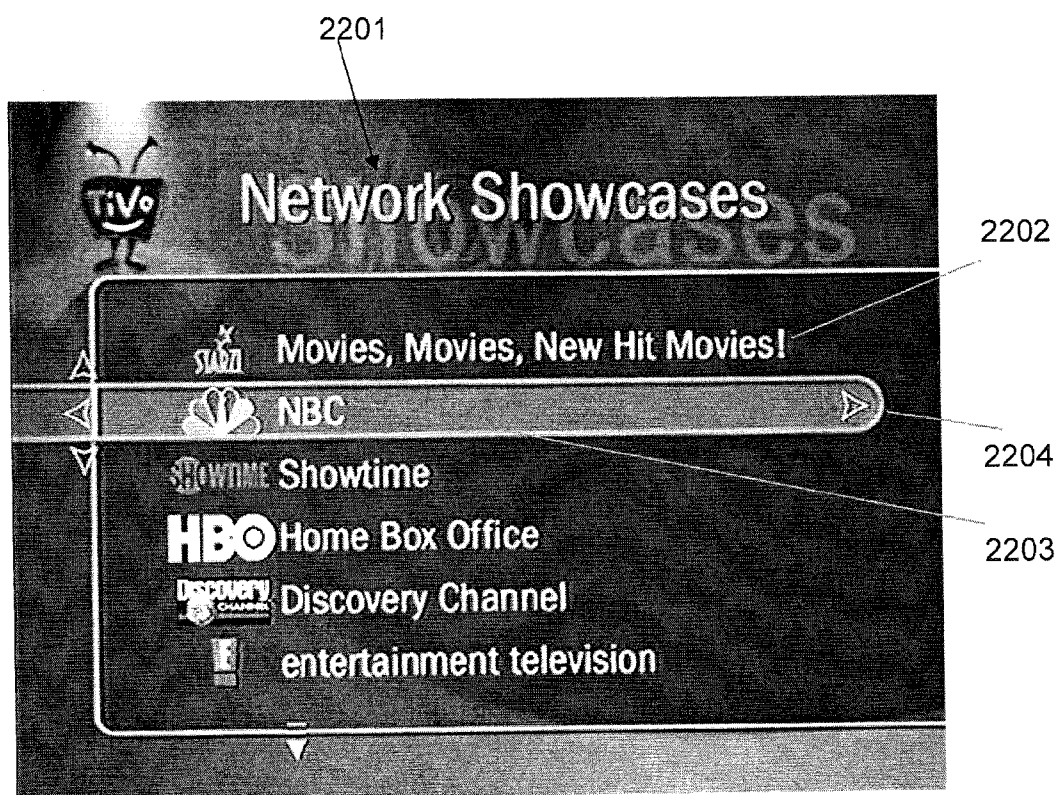 2201
TiVo
Network Showcases
Showcases
2202
STARZ!
Movies, Movies, New Hit Movies!
NBC
2204
SHOWTIME Showtime
2203
HBO Home Box Office
Discovery CHANNEL Discovery Channel
E! entertainment television